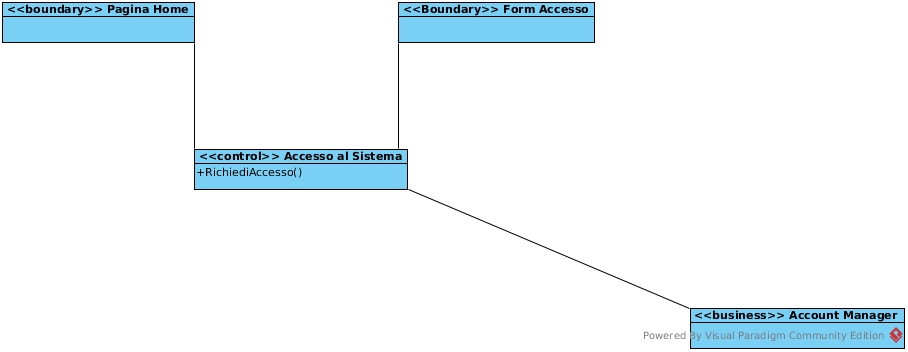 <<boundary>> Pagina Home
<<Boundary>> Form Accesso
<<control>> Accesso al Sistema
+RichiediAccesso()
<<business>> Account Manager
Powered By Visual Paradigm Community Edition